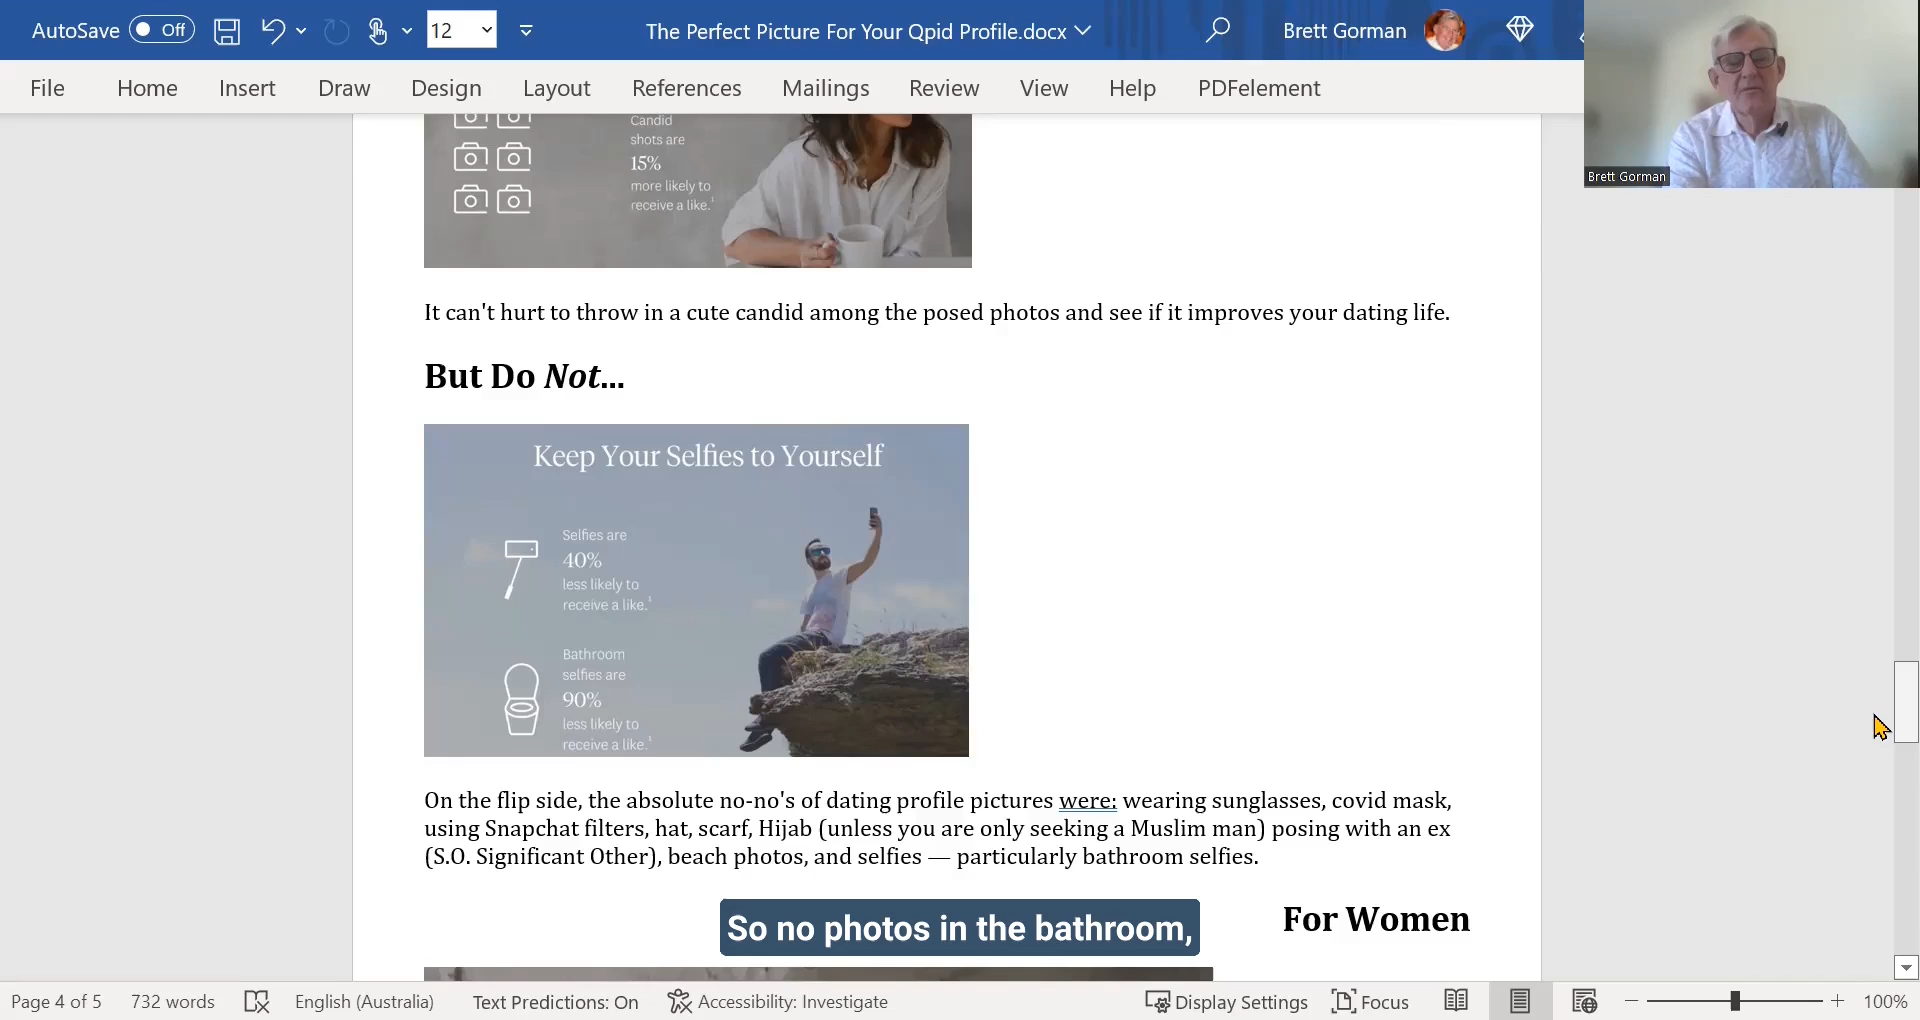 AutoSave Off 12 The Perfect Picture For Your Qpid Profile.docx Brett Gorman
File Home Insert Draw Design Layout References Mailings Review View Help PDFelement
Brett Gorman
Candid
shots are
15%
more likely to
receive a like.¹
It can't hurt to throw in a cute candid among the posed photos and see if it improves your dating life.
But Do Not...
Keep Your Selfies to Yourself
Selfies are
40%
less likely to
receive a like.¹
Bathroom
selfies are
90%
less likely to
receive a like.¹
On the flip side, the absolute no-no's of dating profile pictures were: wearing sunglasses, covid mask,
using Snapchat filters, hat, scarf, Hijab (unless you are only seeking a Muslim man) posing with an ex
(S.O. Significant Other), beach photos, and selfies — particularly bathroom selfies.
For Women
So no photos in the bathroom,
Page 4 of 5 732 words English (Australia) Text Predictions: On Accessibility: Investigate Display Settings Focus 100%